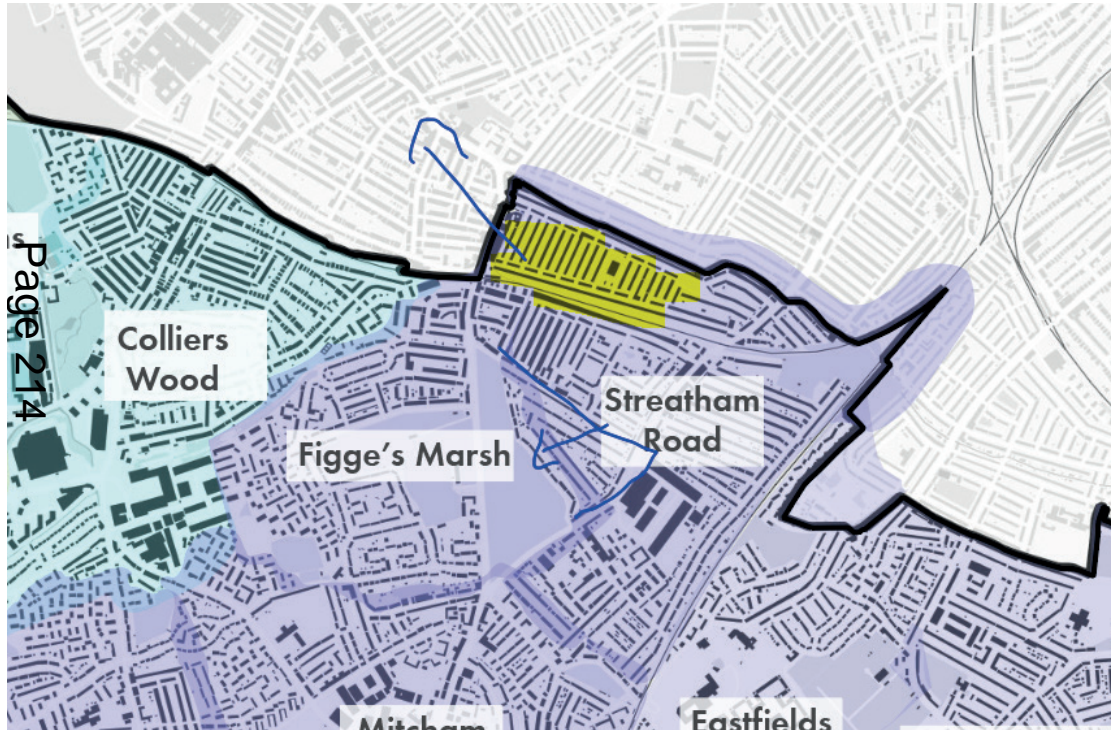 s
Page 214
Colliers
Wood
Streatham
Road
Figge's Marsh
Mitcham
Eastfields